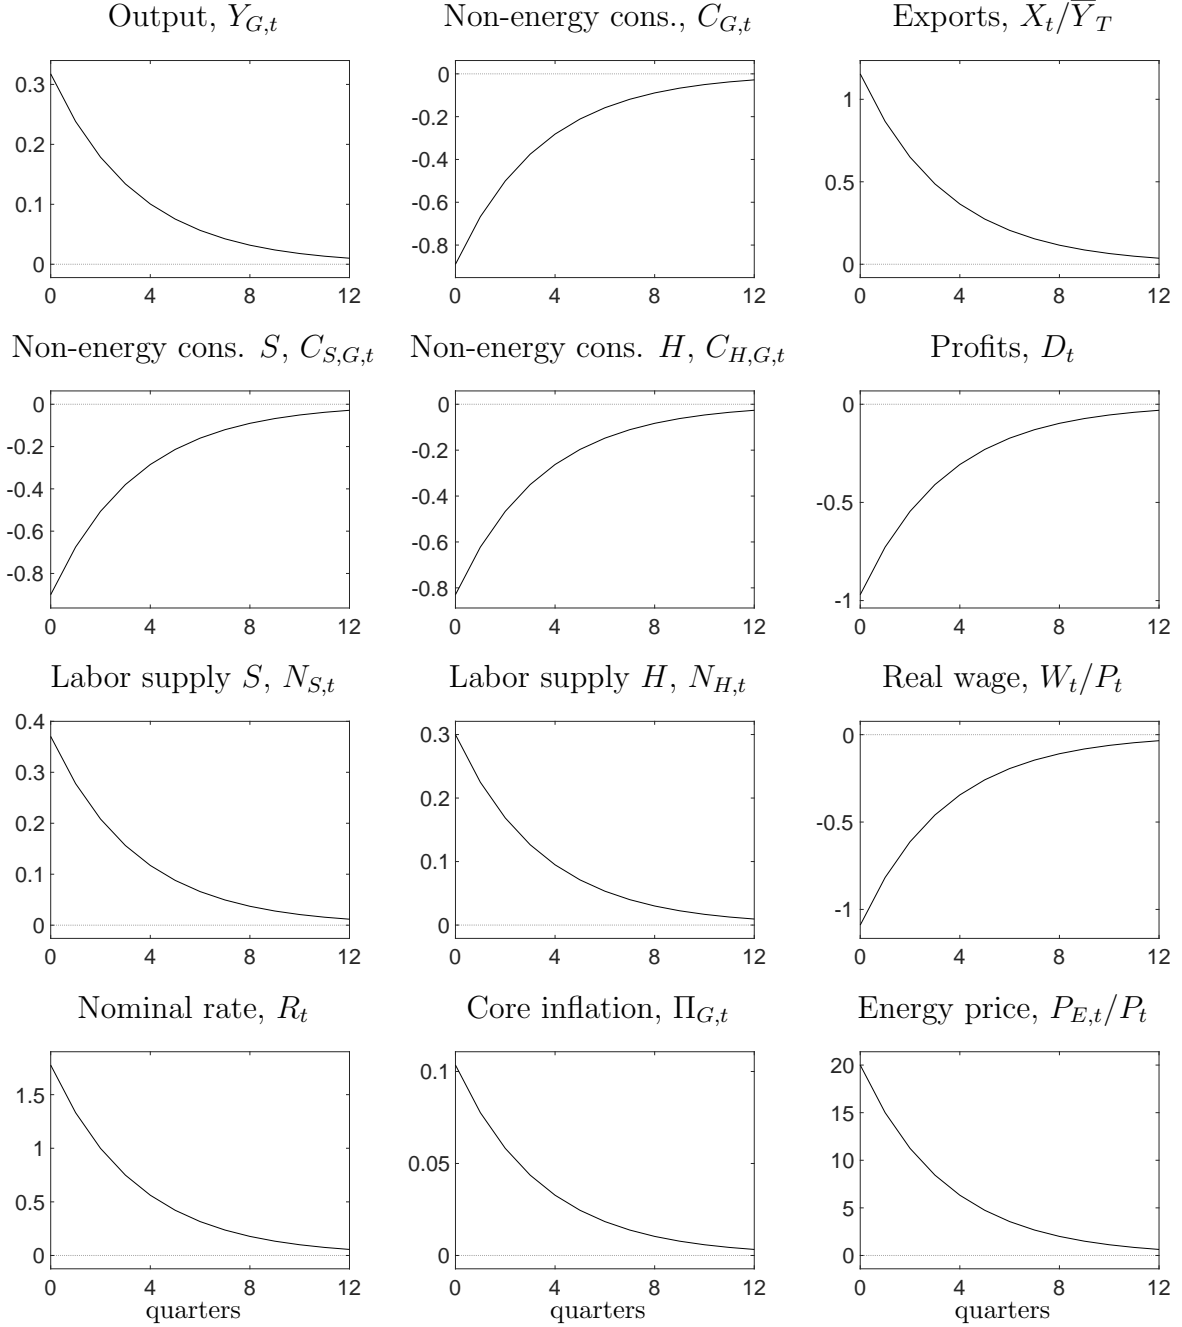 Output, Y_{G,t}
Non-energy cons., C_{G,t}
Exports, X_t/\overline{Y}_T
0.3
0.2
0.1
0
0 4 8 12
0
-0.2
-0.4
-0.6
-0.8
0 4 8 12
1
0.5
0
0 4 8 12
Non-energy cons. S, C_{S,G,t}
Non-energy cons. H, C_{H,G,t}
Profits, D_t
0
-0.2
-0.4
-0.6
-0.8
0 4 8 12
0
-0.2
-0.4
-0.6
-0.8
0 4 8 12
0
-0.5
-1
0 4 8 12
Labor supply S, N_{S,t}
Labor supply H, N_{H,t}
Real wage, W_t/P_t
0.4
0.3
0.2
0.1
0
0 4 8 12
0.3
0.2
0.1
0
0 4 8 12
0
-0.5
-1
0 4 8 12
Nominal rate, R_t
Core inflation, Π_{G,t}
Energy price, P_{E,t}/P_t
1.5
1
0.5
0
0 4 8 12
quarters
0.1
0.05
0
0 4 8 12
20
15
10
5
0
0 4 8 12
quarters